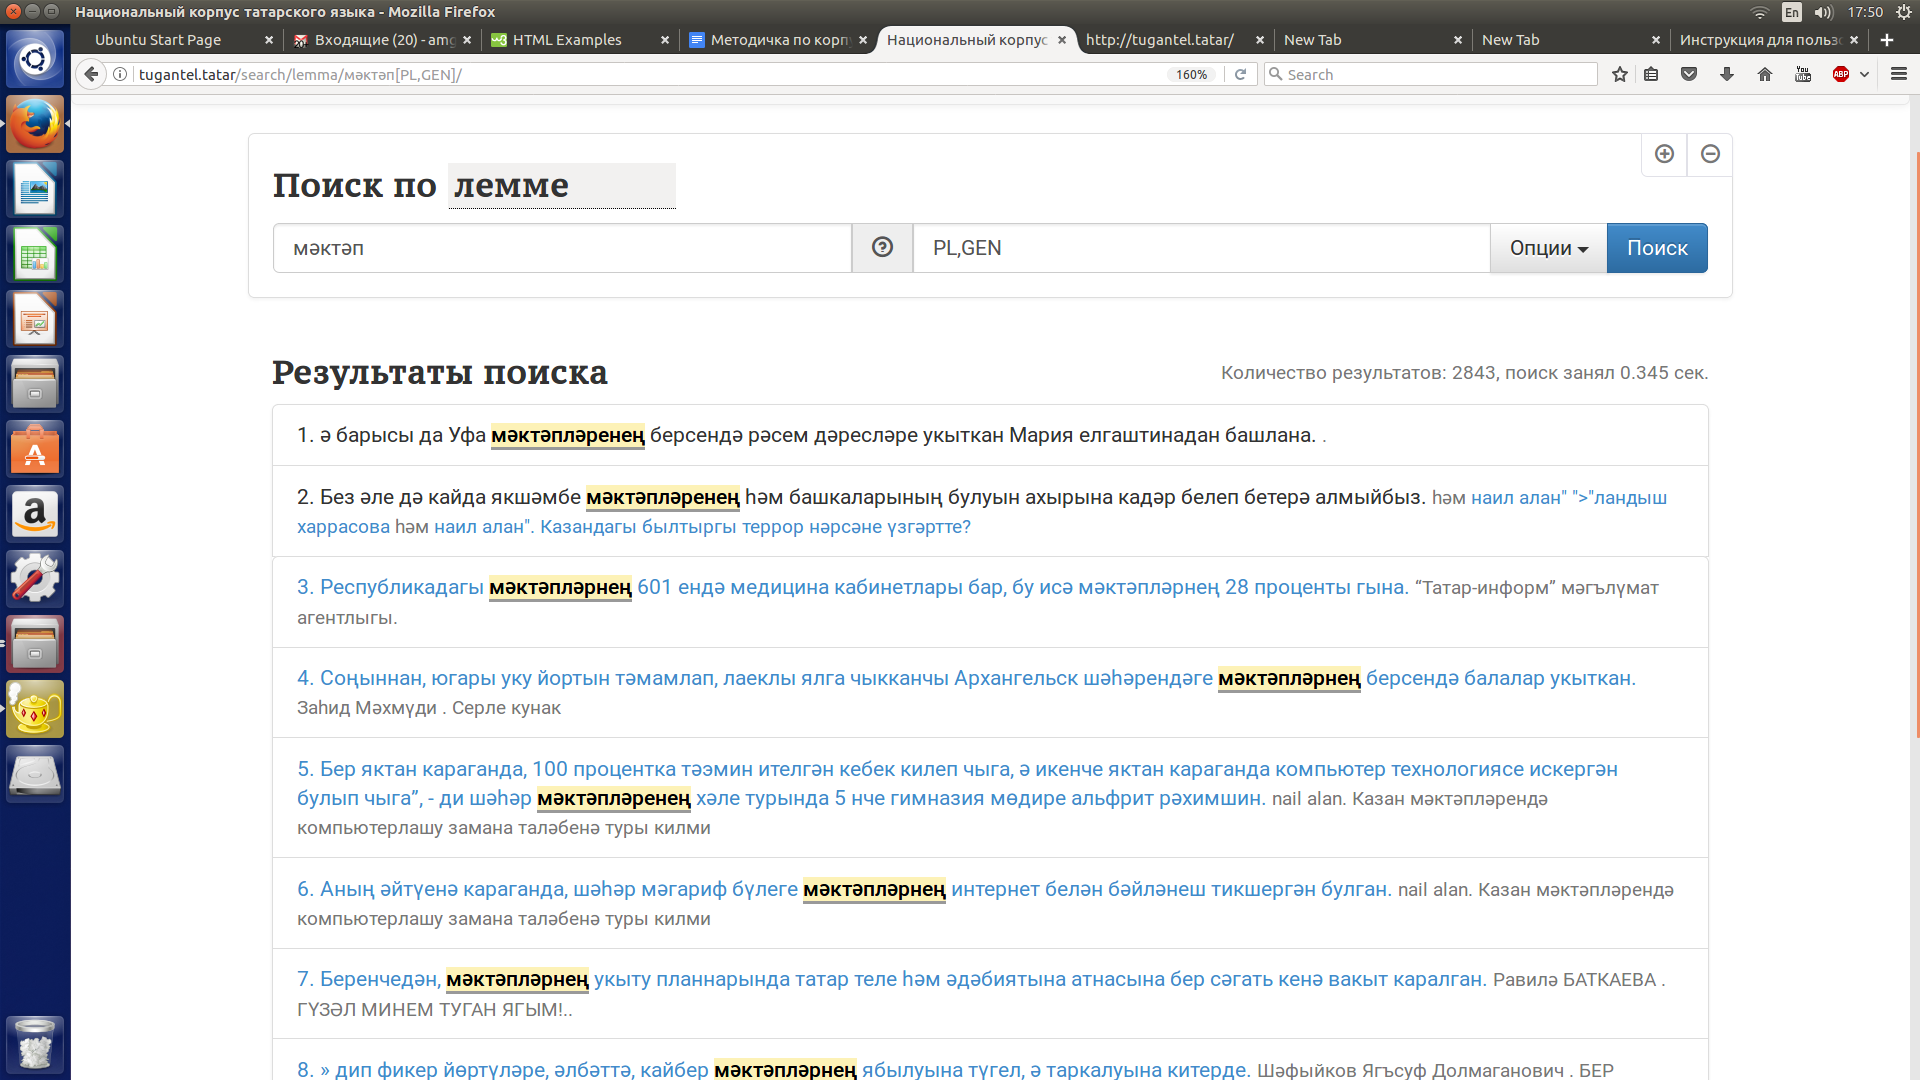 Национальный корпус татарского языка - Mozilla Firefox
En 17:50
Ubuntu Start Page
Входящие (20) - amg
HTML Examples
Методичка по корп
Национальный корпус
http://tugantel.tatar/
New Tab
New Tab
Инструкция для польз
tugantel.tatar/search/lemma/мәктәп[PL,GEN]/
160%
Search
You Tube
ABP
Поиск по лемме
мәктәп
PL,GEN
Опции
Поиск
Результаты поиска
Количество результатов: 2843, поиск занял 0.345 сек.
1. ә барысы да Уфа мәктәпләренең берсендә рәсем дәресләре укыткан Мария елгаштинадан башлана. .
2. Без әле дә кайда якшәмбе мәктәпләренең һәм башкаларының булуын ахырына кадәр белеп бетерә алмыйбыз. һәм наил алан" ">"ландыш
харрасова һәм наил алан". Казандагы былтыргы террор нәрсәне үзгәртте?
3. Республикадагы мәктәпләрнең 601 ендә медицина кабинетлары бар, бу исә мәктәпләрнең 28 проценты гына. “Татар-информ” мәгълүмат
агентлыгы.
4. Соңыннан, югары уку йортын тәмамлап, лаеклы ялга чыкканчы Архангельск шәһәрендәге мәктәпләрнең берсендә балалар укыткан.
Заһид Мәхмүди . Серле кунак
5. Бер яктан караганда, 100 процентка тәэмин ителгән кебек килеп чыга, ә икенче яктан караганда компьютер технологиясе искергән
булып чыга”, - ди шәһәр мәктәпләренең хәле турында 5 нче гимназия мөдире альфрит рәхимшин. nail alan. Казан мәктәпләрендә
компьютерлашу замана таләбенә туры килми
6. Аның әйтүенә караганда, шәһәр мәгариф бүлеге мәктәпләрнең интернет белән бәйләнеш тикшергән булган. nail alan. Казан мәктәпләрендә
компьютерлашу замана таләбенә туры килми
7. Беренчедән, мәктәпләрнең укыту планнарында татар теле һәм әдәбиятына атнасына бер сәгать кенә вакыт каралган. Равилә БАТКАЕВА .
ГҮЗӘЛ МИНЕМ ТУГАН ЯГЫМ!..
8. » дип фикер йөртүләре, әлбәттә, кайбер мәктәпләрнең ябылуына түгел, ә таркалуына китерде. Шәфыйков Ягъсуф Долмаганович . БЕР